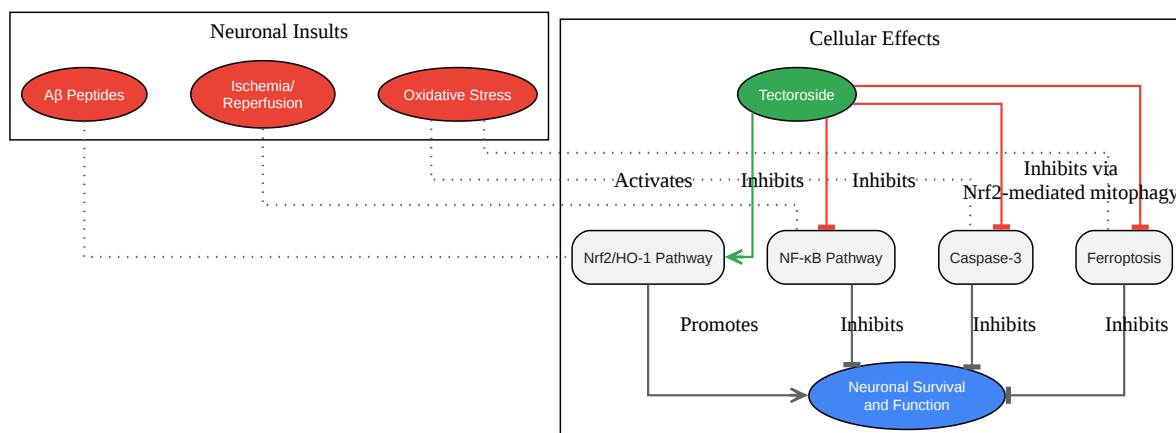 Neuronal Insults
Cellular Effects
Aβ Peptides
Ischemia/
Reperfusion
Oxidative Stress
Tectoroside
Activates
Inhibits
Inhibits
Inhibits via
Nrf2-mediated mitophagy
Nrf2/HO-1 Pathway
NF-κB Pathway
Caspase-3
Ferroptosis
Promotes
Inhibits
Inhibits
Inhibits
Neuronal Survival
and Function